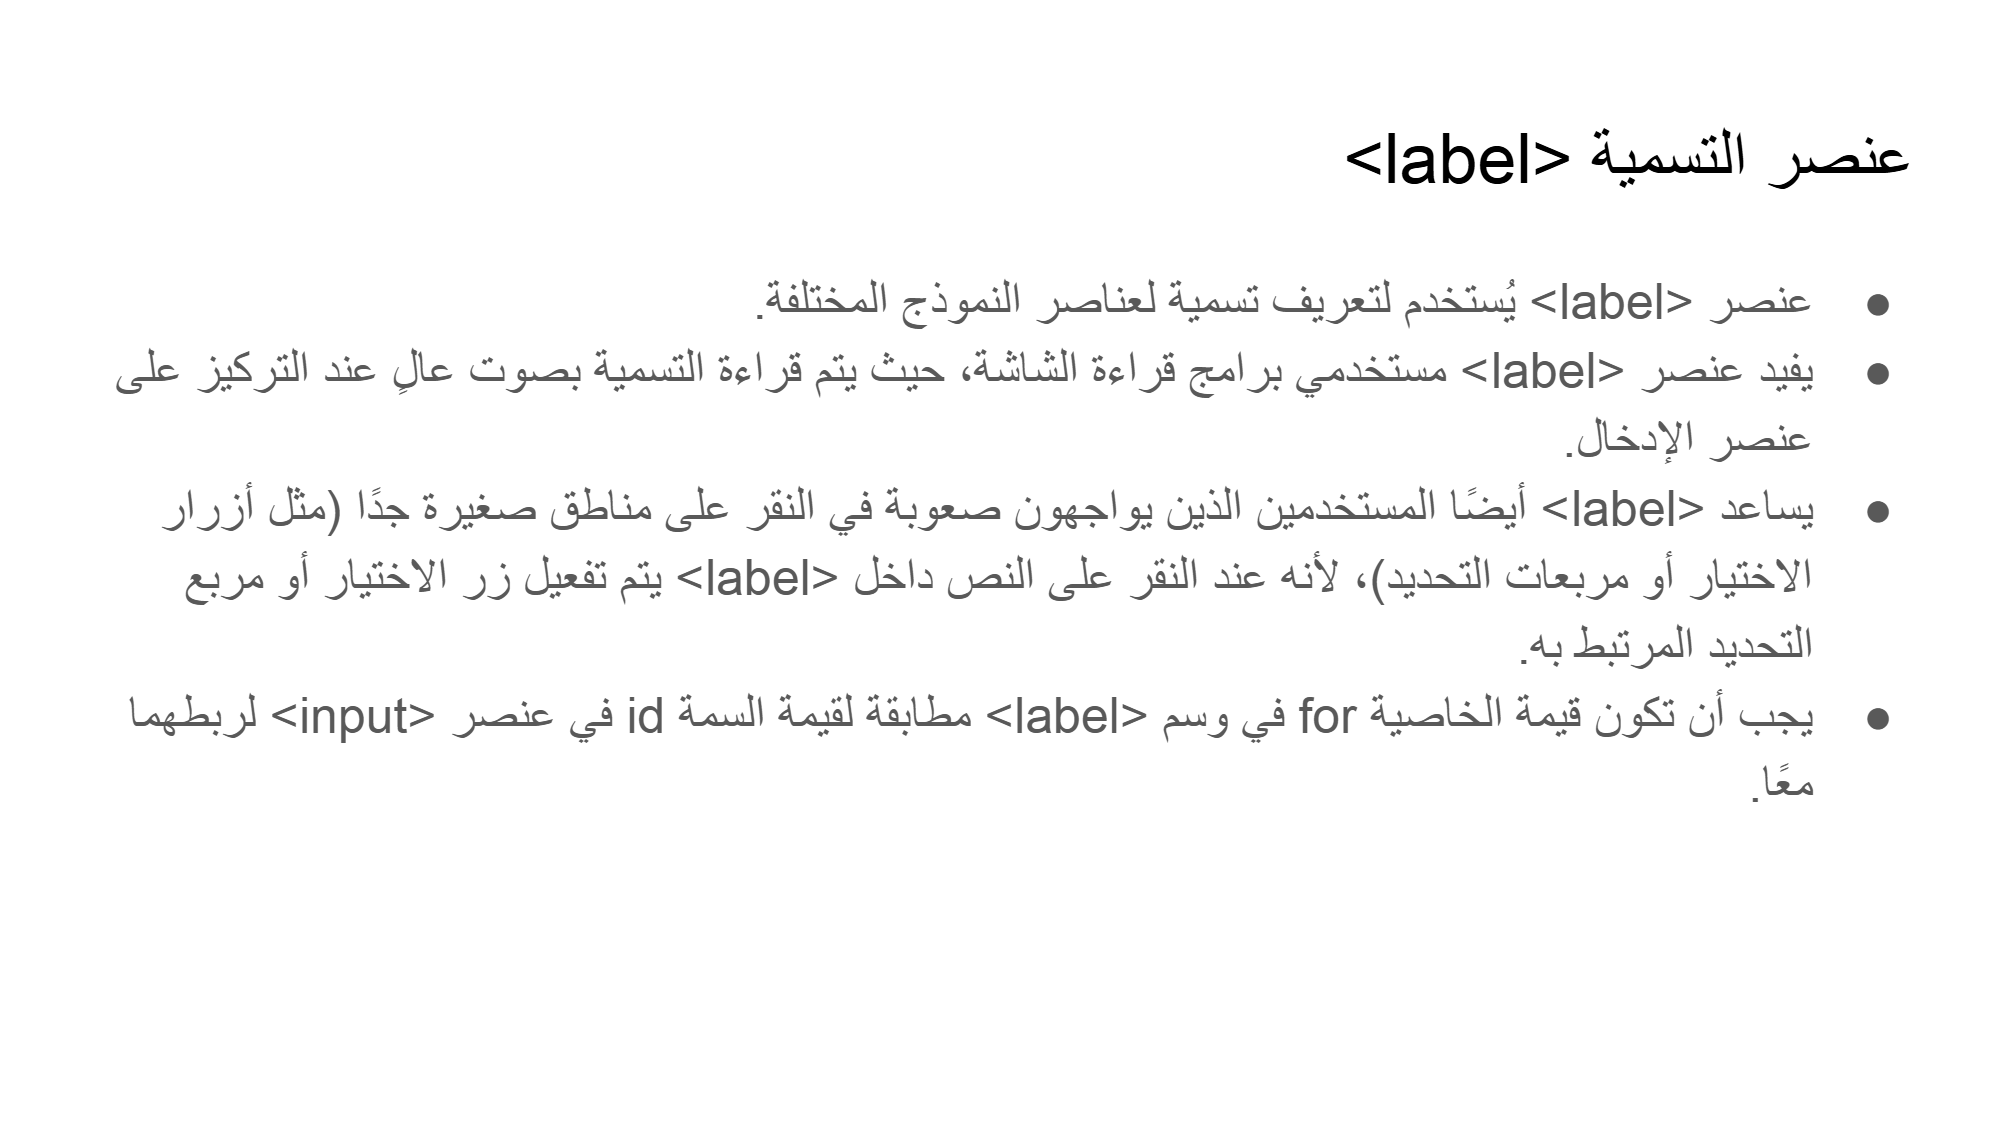 عنصر التسمية <label>
● عنصر <label> يُستخدم لتعريف تسمية لعناصر النموذج المختلفة.
● يفيد عنصر <label> مستخدمي برامج قراءة الشاشة، حيث يتم قراءة التسمية بصوت عالٍ عند التركيز على
عنصر الإدخال.
● يساعد <label> أيضًا المستخدمين الذين يواجهون صعوبة في النقر على مناطق صغيرة جدًا (مثل أزرار
الاختيار أو مربعات التحديد)، لأنه عند النقر على النص داخل <label> يتم تفعيل زر الاختيار أو مربع
التحديد المرتبط به.
● يجب أن تكون قيمة الخاصية for في وسم <label> مطابقة لقيمة السمة id في عنصر <input> لربطهما
معًا.